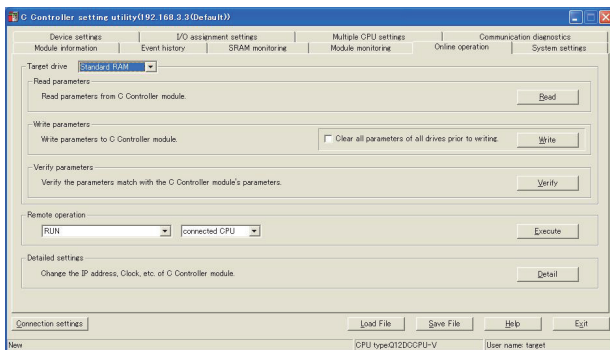 C Controller setting utility(192.168.3.3(Default))
Device settings I/O assignment settings Multiple CPU settings Communication diagnostics
Module information Event history SRAM monitoring Module monitoring Online operation System settings
Target drive Standard RAM
Read parameters
Read parameters from C Controller module. Read
Write parameters
Write parameters to C Controller module. Clear all parameters of all drives prior to writing. Write
Verify parameters
Verify the parameters match with the C Controller module's parameters. Verify
Remote operation
RUN connected CPU Execute
Detailed settings
Change the IP address, Clock, etc. of C Controller module. Detail
Connection settings Load File Save File Help Exit
New CPU type:Q12DCCPU-V User name: target